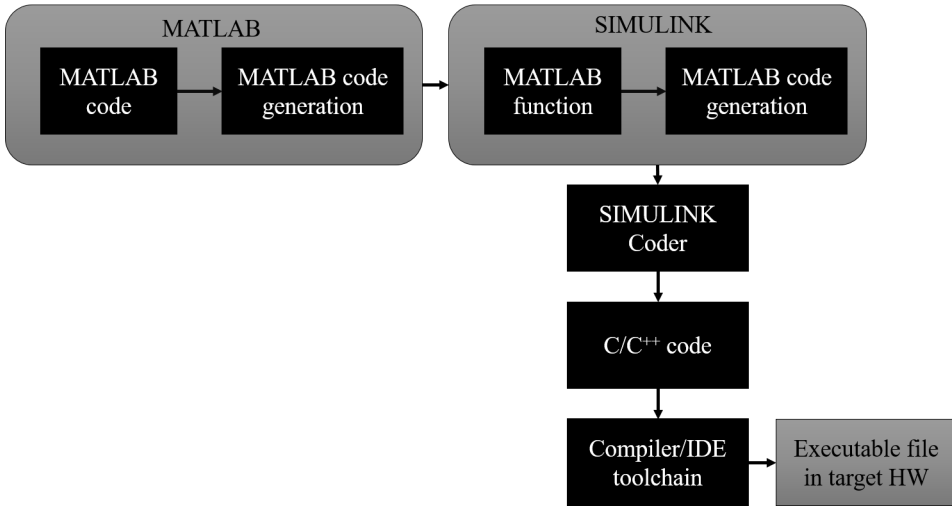 MATLAB
MATLAB
code
MATLAB code
generation
SIMULINK
MATLAB
function
MATLAB code
generation
SIMULINK
Coder
C/C++ code
Compiler/IDE
toolchain
Executable file
in target HW